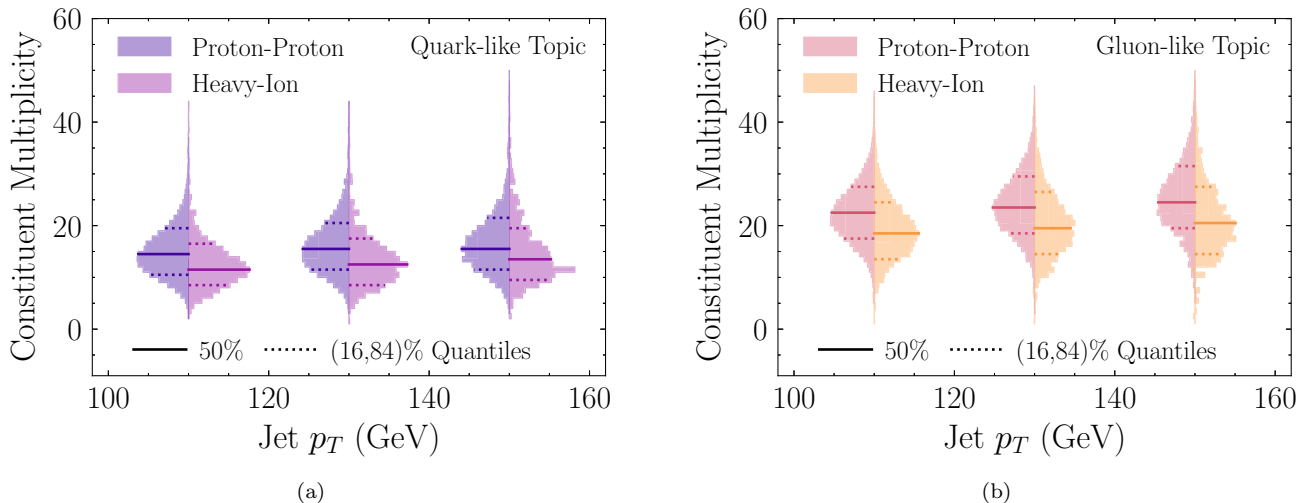 60
40
20
0
Constituent Multiplicity
Proton-Proton
Heavy-Ion
Quark-like Topic
50%
(16,84)% Quantiles
100
120
140
160
Jet p_T (GeV)
(a)
60
40
20
0
Constituent Multiplicity
Proton-Proton
Heavy-Ion
Gluon-like Topic
50%
(16,84)% Quantiles
100
120
140
160
Jet p_T (GeV)
(b)